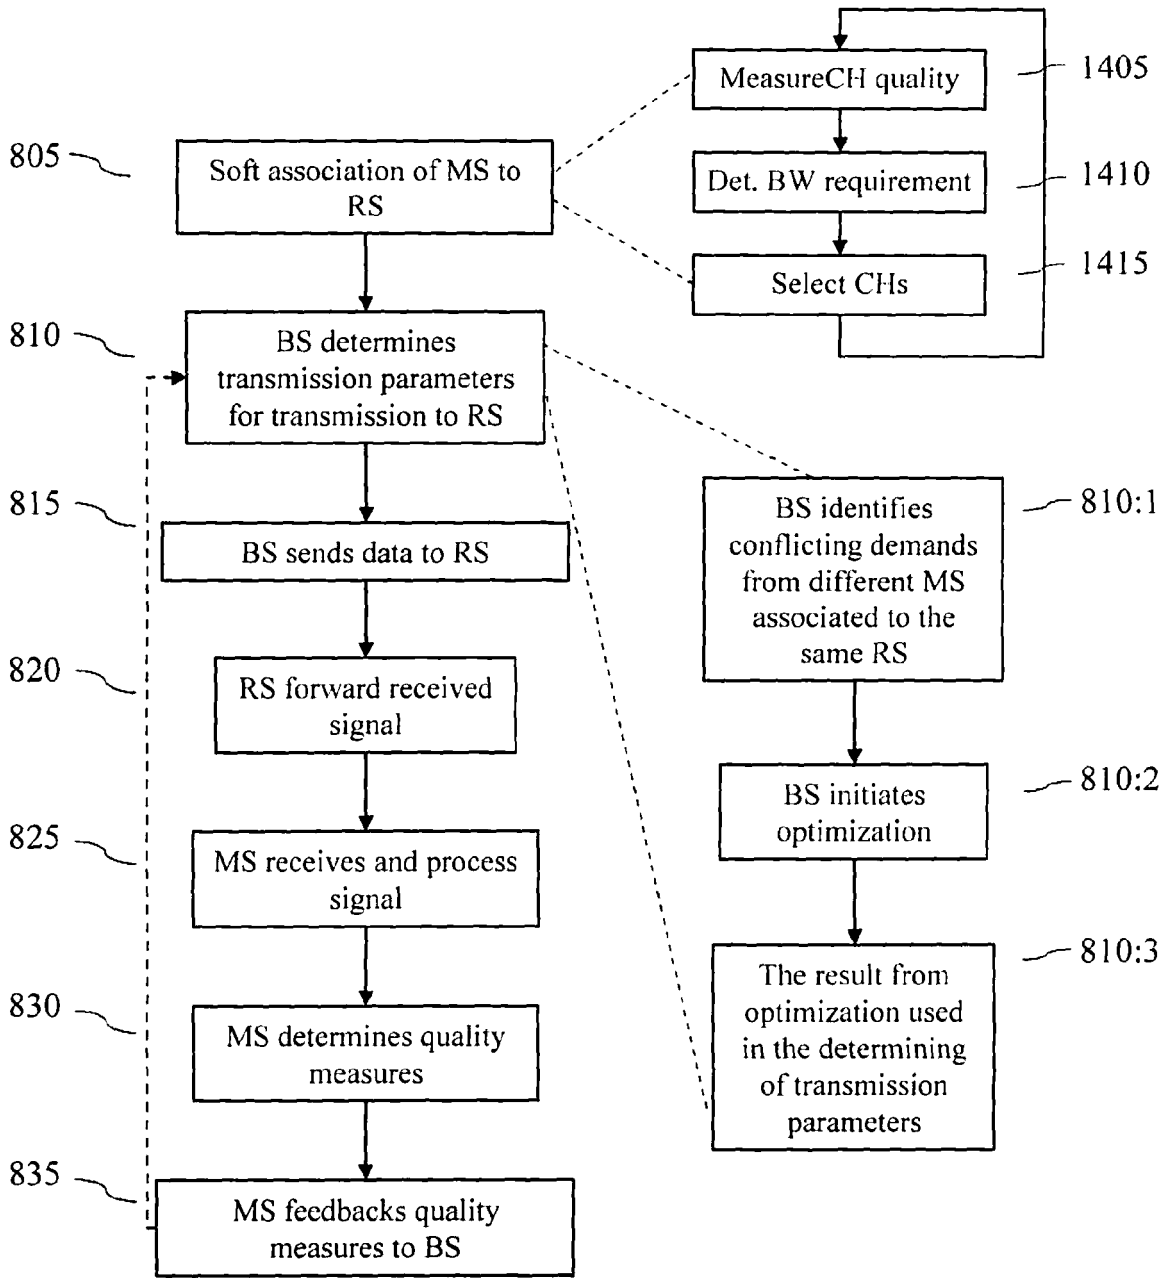 805
Soft association of MS to
RS
810
BS determines
transmission parameters
for transmission to RS
815
BS sends data to RS
820
RS forward received
signal
825
MS receives and process
signal
830
MS determines quality
measures
835
MS feedbacks quality
measures to BS
MeasureCH quality
1405
Det. BW requirement
1410
Select CHs
1415
BS identifies
conflicting demands
from different MS
associated to the
same RS
810:1
BS initiates
optimization
810:2
The result from
optimization used
in the determining
of transmission
parameters
810:3